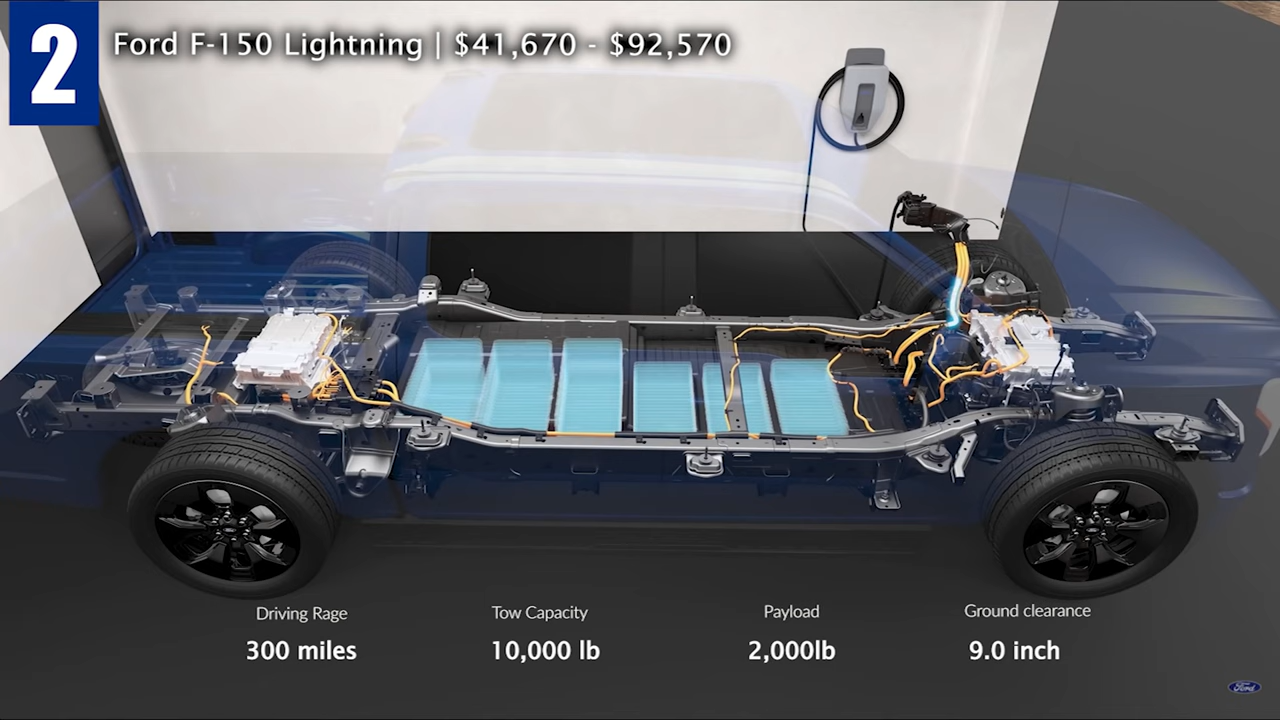 2
Ford F-150 Lightning | $41,670 - $92,570
Driving Rage
Tow Capacity
Payload
Ground clearance
300 miles
10,000 lb
2,000lb
9.0 inch
Ford